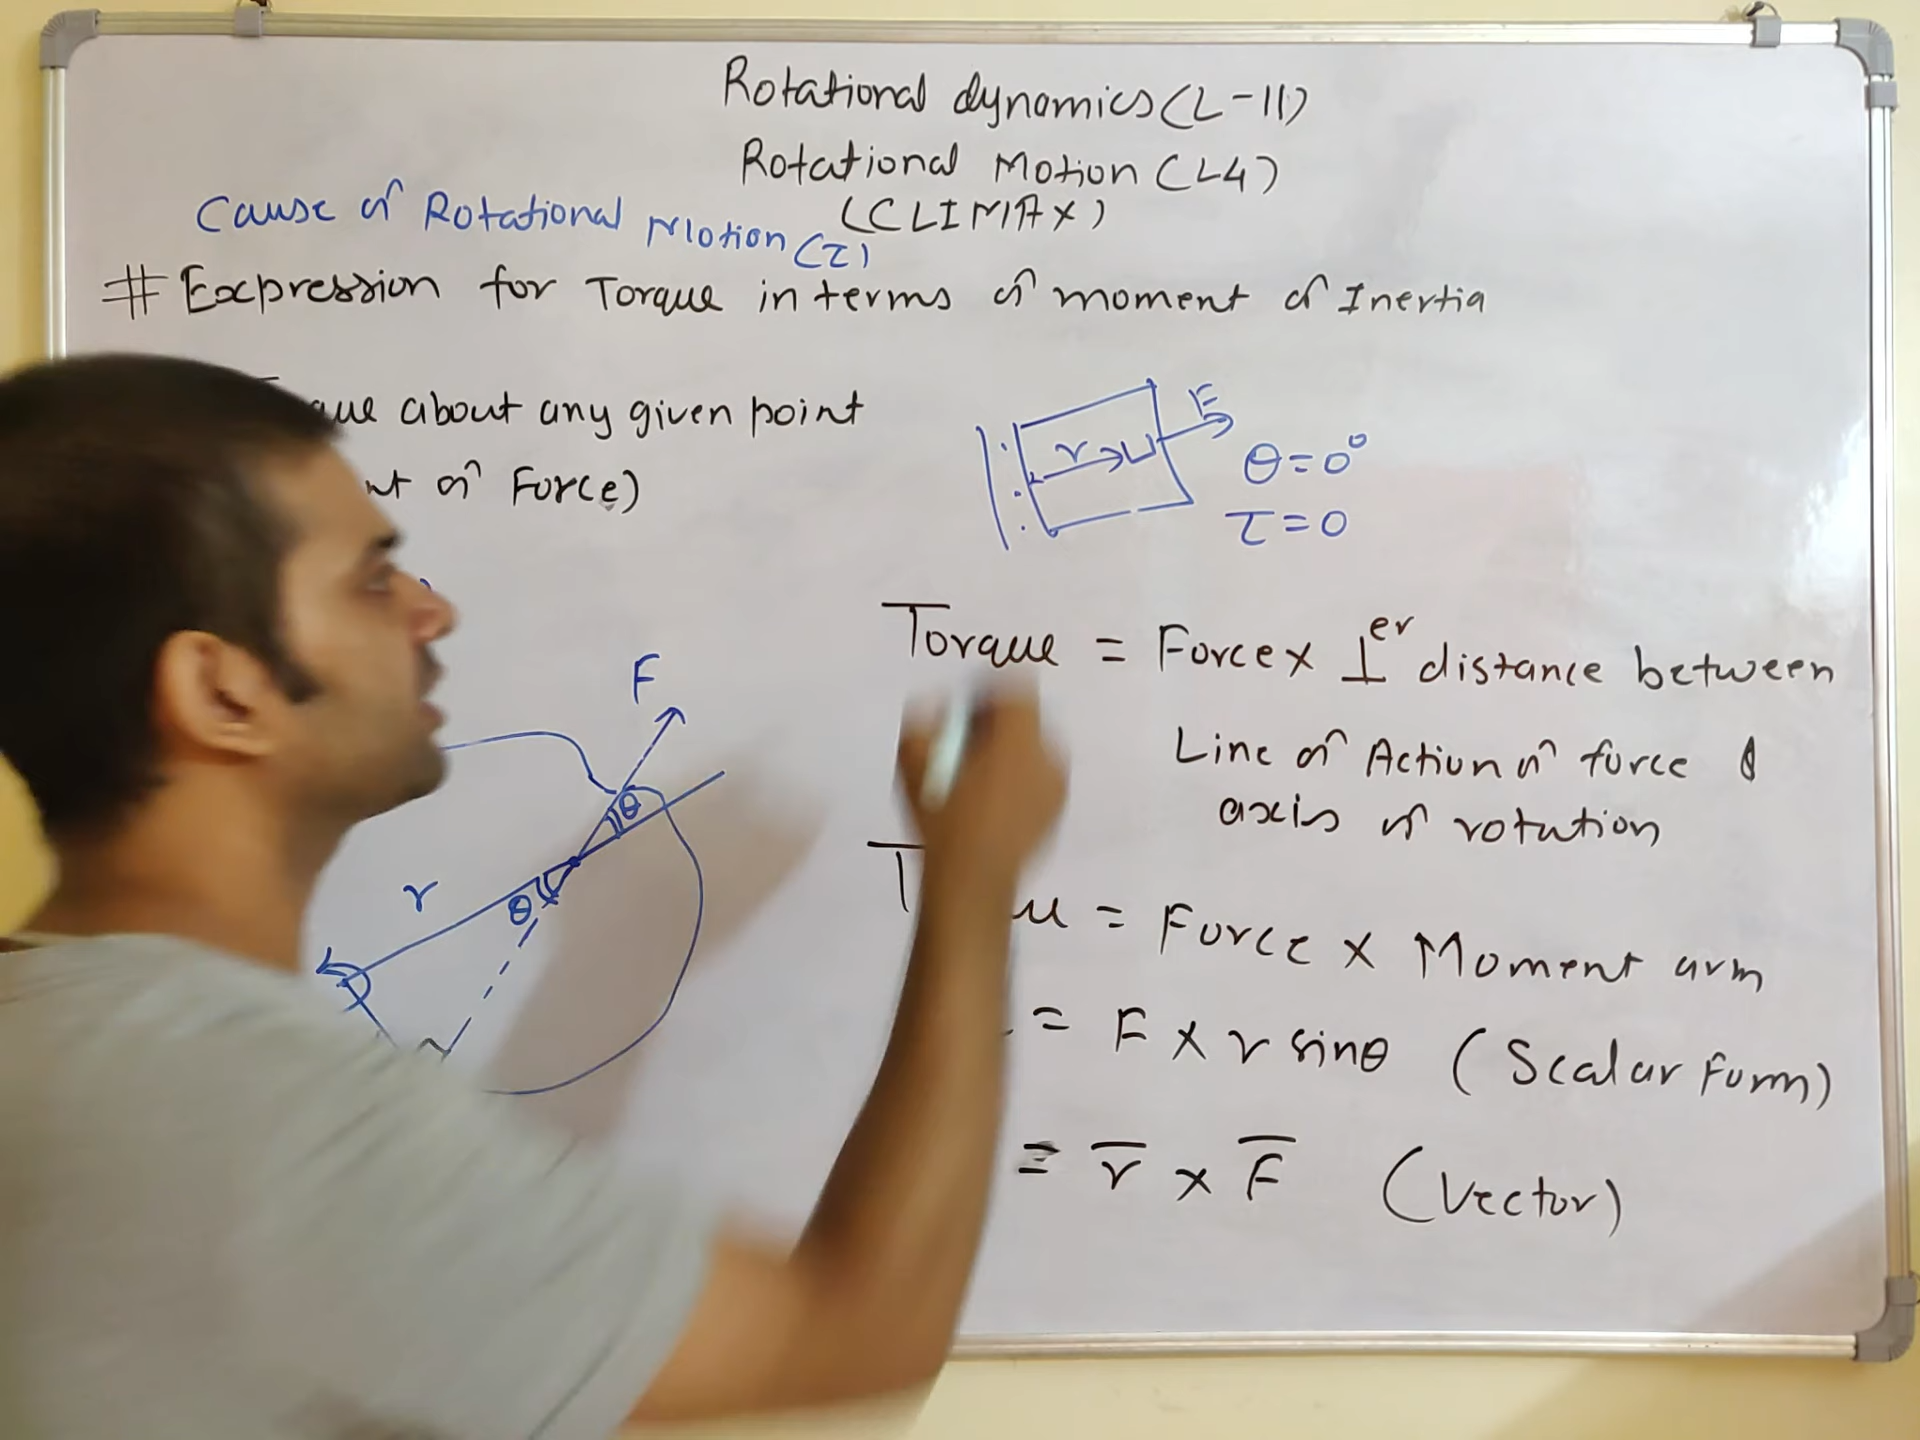 Rotational dynamics (L-11)
Rotational Motion (L4)
(CLIMAX)
Cause of Rotational Motion (τ)
# Expression for Torque in terms of moment of Inertia
about any given point
of Force)
r F
θ = 0°
τ = 0
Torque = Force x ⊥er distance between
Line of Action of force &
axis of rotation
F
θ
r
θ
= Force x Moment arm
= F x r sinθ (Scalar Form)
= r̅ x F̅ (Vector)